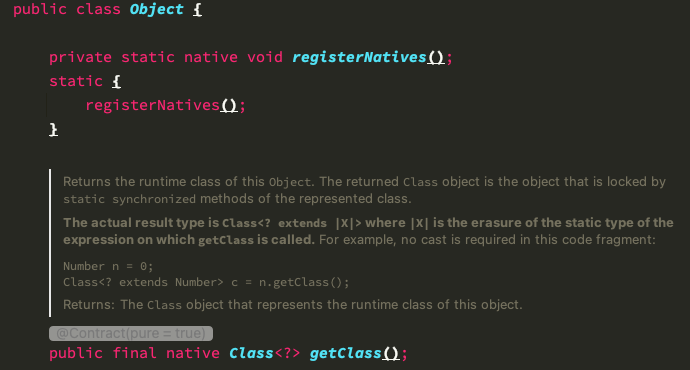 public class Object {
private static native void registerNatives();
static {
registerNatives();
}
Returns the runtime class of this Object. The returned Class object is the object that is locked by
static synchronized methods of the represented class.
The actual result type is Class<? extends |X|> where |X| is the erasure of the static type of the
expression on which getClass is called. For example, no cast is required in this code fragment:
Number n = 0;
Class<? extends Number> c = n.getClass();
Returns: The Class object that represents the runtime class of this object.
@Contract(pure = true)
public final native Class<?> getClass();